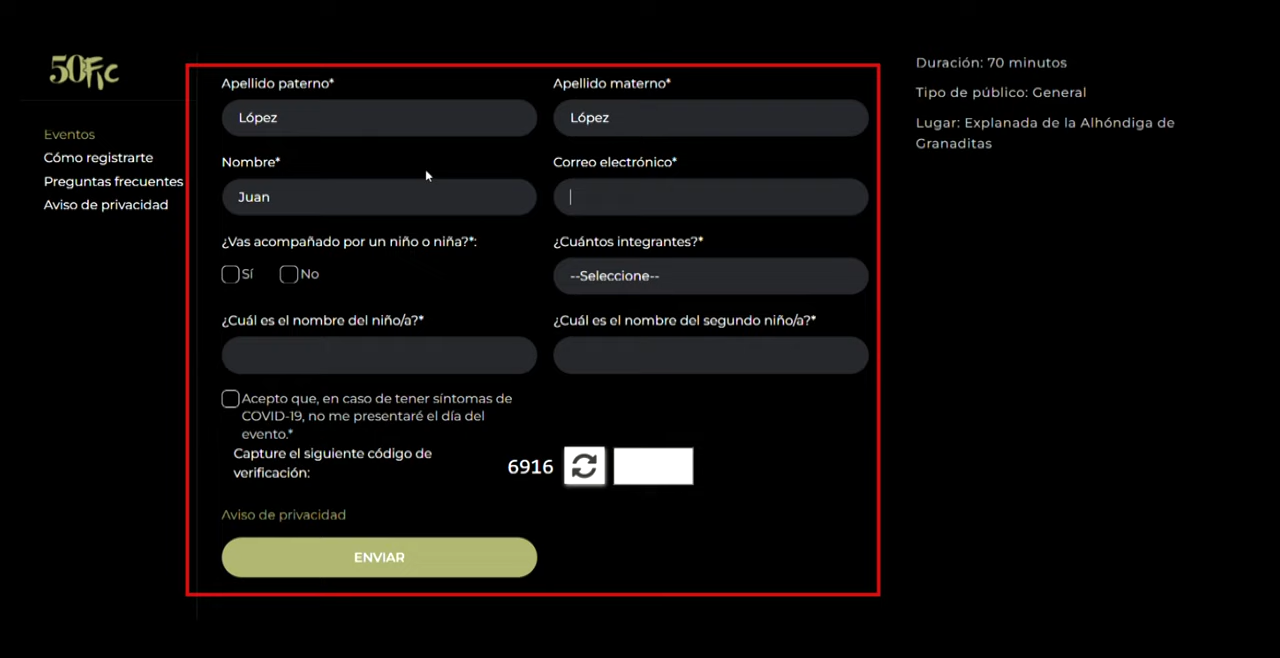 50FIC
Eventos
Cómo registrarte
Preguntas frecuentes
Aviso de privacidad
Apellido paterno*
Apellido materno*
López
López
Nombre*
Correo electrónico*
Juan
¿Vas acompañado por un niño o niña?*:
¿Cuántos integrantes?*
Sí
No
--Seleccione--
¿Cuál es el nombre del niño/a?*
¿Cuál es el nombre del segundo niño/a?*
Acepto que, en caso de tener síntomas de
COVID-19, no me presentaré el día del
evento.*
Capture el siguiente código de
verificación:
6916
Aviso de privacidad
ENVIAR
Duración: 70 minutos
Tipo de público: General
Lugar: Explanada de la Alhóndiga de
Granaditas